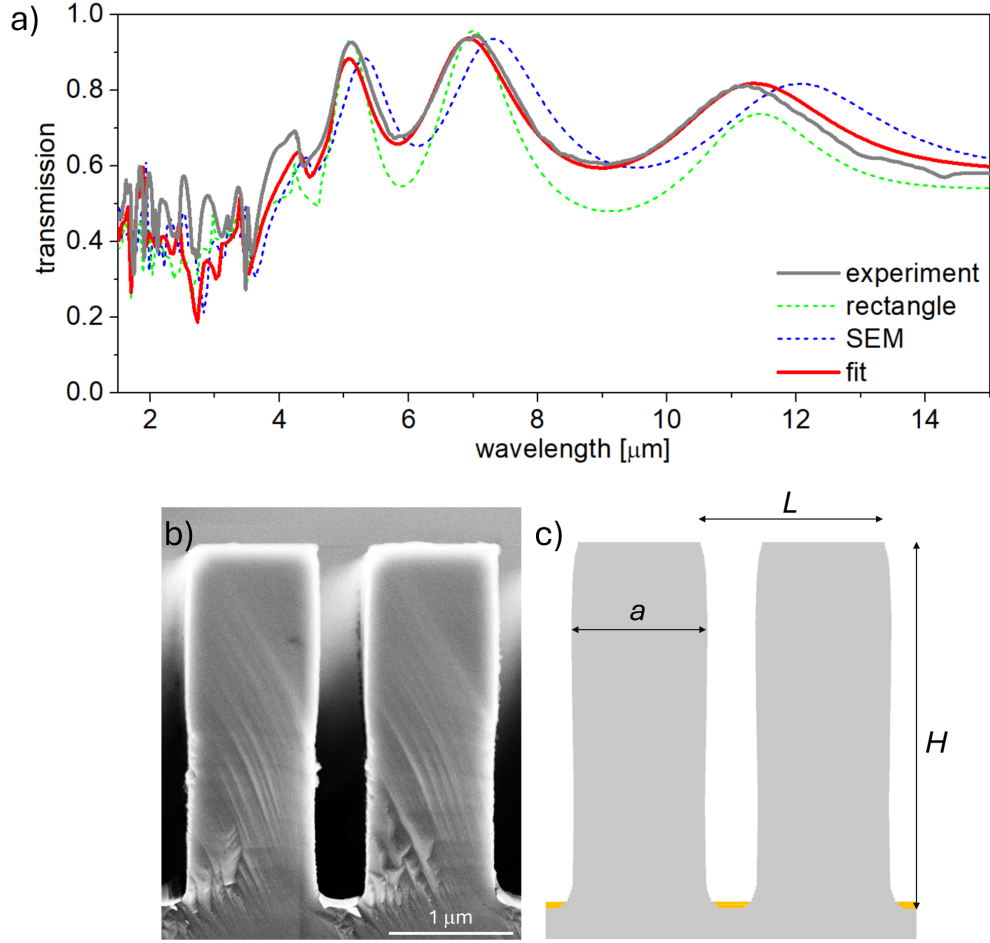 a)
1.0
0.8
0.6
0.4
0.2
0.0
transmission
experiment
rectangle
SEM
fit
2 4 6 8 10 12 14
wavelength [μm]
b)
1 μm
c)
L
a
H